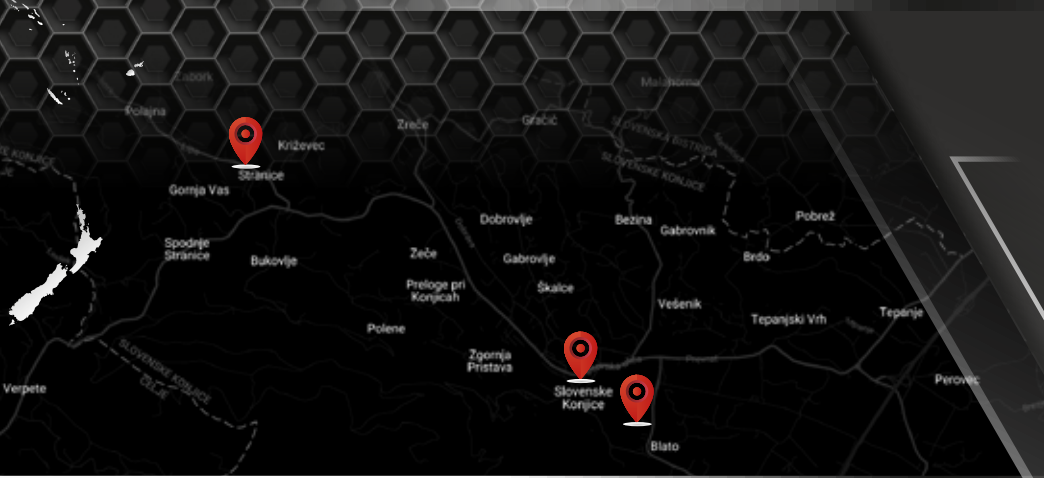 Zabork
Malahorna
Polajna
Gračič
Zreče
SLOVENSKA BISTRICA
Križevec
SLOVENSKE KONJICE
Stranice
Gornja Vas
Dobrovlje
Bezina
Pobrež
Gabrovnik
Spodnje
Stranice
Zeče
Gabrovlje
Brdo
Bukovlje
Preloge pri
Konjicah
Škalce
Vešenik
Tepanje
Tepanjski Vrh
Polene
Zgornja
Pristava
SLOVENSKE KONJICE
CELJE
Verpete
Perovec
Slovenske
Konjice
Blato